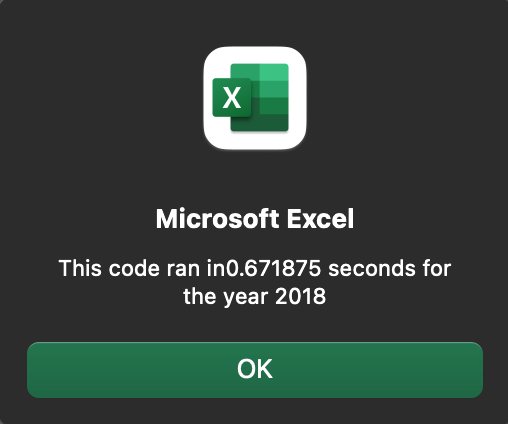 X
Microsoft Excel
This code ran in0.671875 seconds for
the year 2018
OK